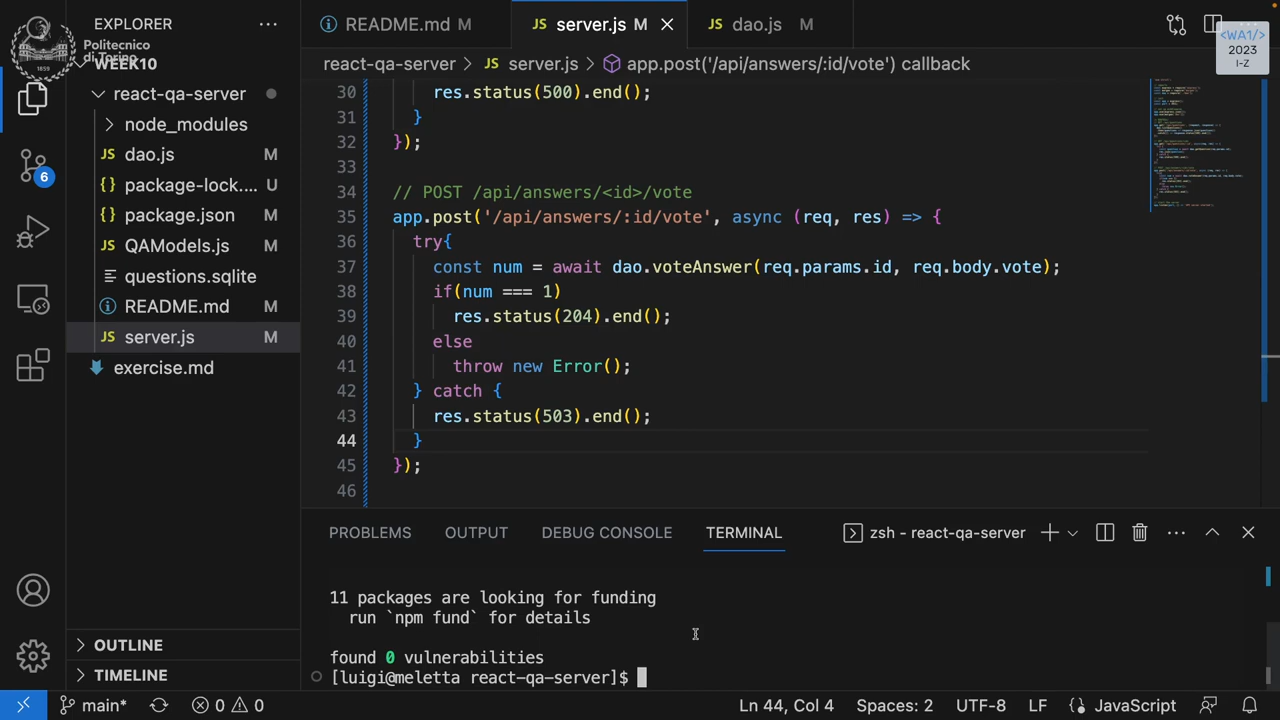 EXPLORER
README.md M
JS server.js M
JS dao.js M
Politecnico
di Torino
1859
<WA1/>
2023
I-Z
WEEK10
react-qa-server > JS server.js > app.post('/api/answers/:id/vote') callback
react-qa-server
node_modules
JS dao.js M
package-lock.... U
package.json M
JS QAModels.js M
questions.sqlite
README.md M
JS server.js M
exercise.md
6
30 res.status(500).end();
31 }
32 });
33
34 // POST /api/answers/<id>/vote
35 app.post('/api/answers/:id/vote', async (req, res) => {
36 try{
37 const num = await dao.voteAnswer(req.params.id, req.body.vote);
38 if(num === 1)
39 res.status(204).end();
40 else
41 throw new Error();
42 } catch {
43 res.status(503).end();
44 }
45 });
46
PROBLEMS OUTPUT DEBUG CONSOLE TERMINAL zsh - react-qa-server
11 packages are looking for funding
run `npm fund` for details
found 0 vulnerabilities
[luigi@meletta react-qa-server]$
OUTLINE
TIMELINE
main* 0 0 Ln 44, Col 4 Spaces: 2 UTF-8 LF JavaScript